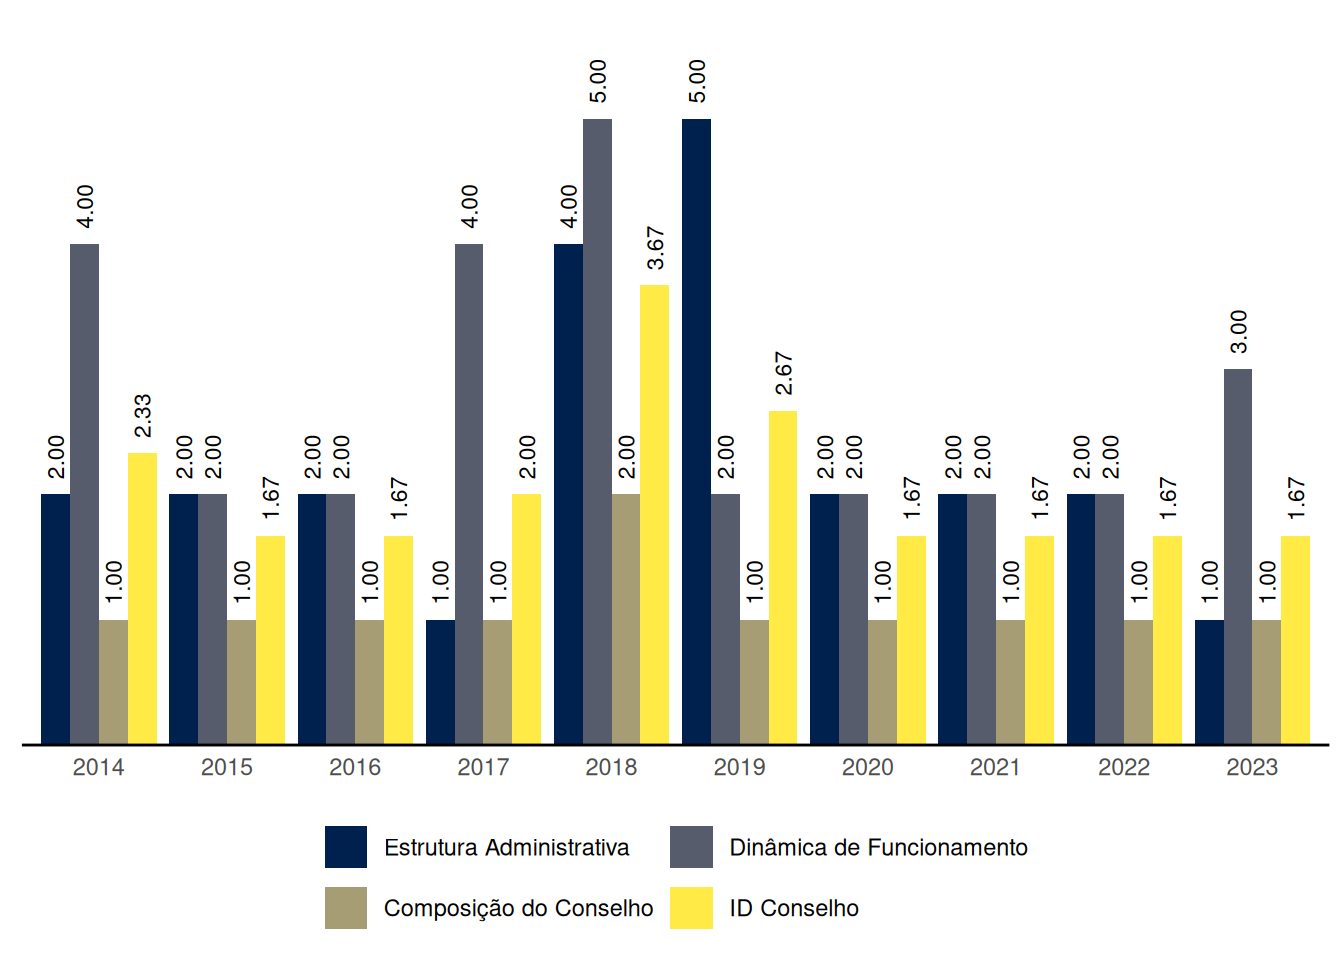 5.00 5.00
4.00 4.00 4.00
3.67
3.00
2.67
2.33
2.00 2.00 2.00 2.00 2.00 2.00 2.00 2.00 2.00 2.00 2.00 2.00 2.00 2.00
1.67 1.67 1.67 1.67 1.67 1.67
1.00 1.00 1.00 1.00 1.00 1.00 1.00 1.00 1.00 1.00 1.00
2014 2015 2016 2017 2018 2019 2020 2021 2022 2023
Estrutura Administrativa Dinâmica de Funcionamento
Composição do Conselho ID Conselho